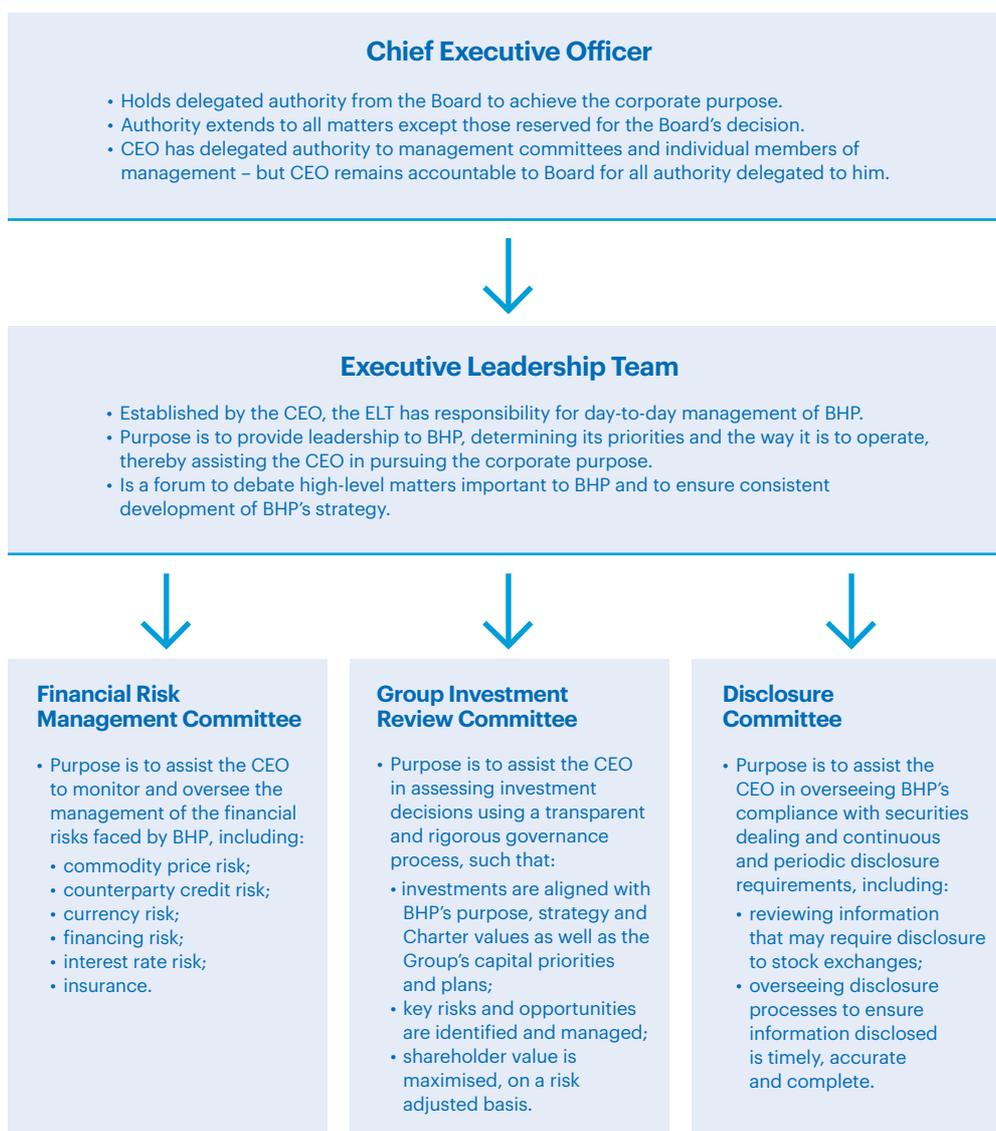 Chief Executive Officer
• Holds delegated authority from the Board to achieve the corporate purpose.
• Authority extends to all matters except those reserved for the Board’s decision.
• CEO has delegated authority to management committees and individual members of
management – but CEO remains accountable to Board for all authority delegated to him.
Executive Leadership Team
• Established by the CEO, the ELT has responsibility for day-to-day management of BHP.
• Purpose is to provide leadership to BHP, determining its priorities and the way it is to operate,
thereby assisting the CEO in pursuing the corporate purpose.
• Is a forum to debate high-level matters important to BHP and to ensure consistent
development of BHP’s strategy.
Financial Risk
Management Committee
• Purpose is to assist the CEO
to monitor and oversee the
management of the financial
risks faced by BHP, including:
• commodity price risk;
• counterparty credit risk;
• currency risk;
• financing risk;
• interest rate risk;
• insurance.
Group Investment
Review Committee
• Purpose is to assist the CEO
in assessing investment
decisions using a transparent
and rigorous governance
process, such that:
• investments are aligned with
BHP’s purpose, strategy and
Charter values as well as the
Group’s capital priorities
and plans;
• key risks and opportunities
are identified and managed;
• shareholder value is
maximised, on a risk
adjusted basis.
Disclosure
Committee
• Purpose is to assist the
CEO in overseeing BHP’s
compliance with securities
dealing and continuous
and periodic disclosure
requirements, including:
• reviewing information
that may require disclosure
to stock exchanges;
• overseeing disclosure
processes to ensure
information disclosed
is timely, accurate
and complete.